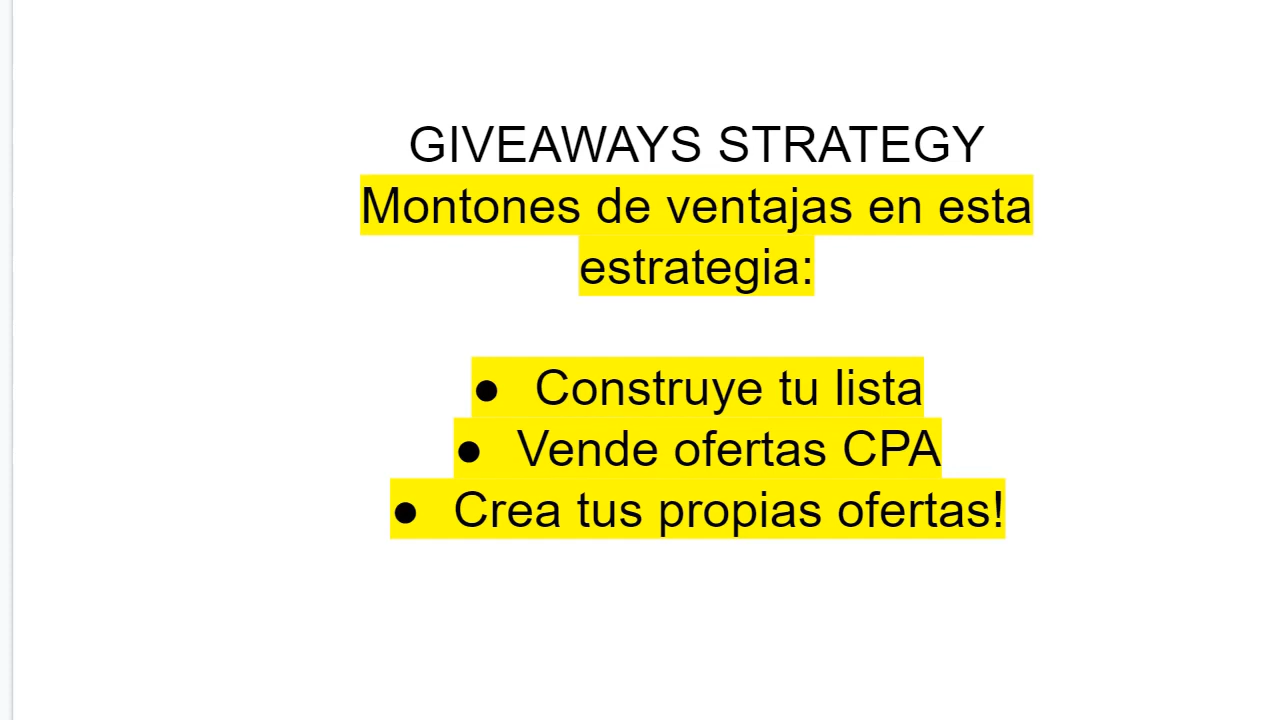 GIVEAWAYS STRATEGY
Montones de ventajas en esta
estrategia:
● Construye tu lista
● Vende ofertas CPA
● Crea tus propias ofertas!